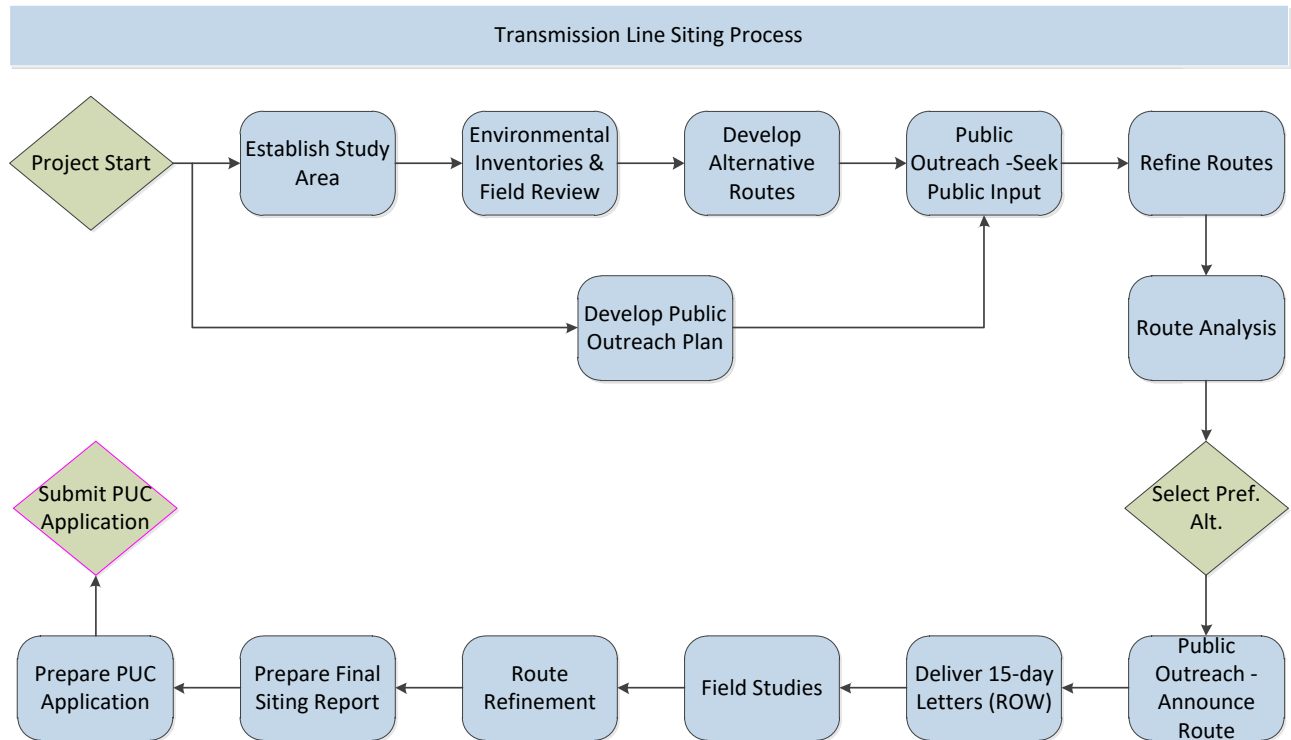 Transmission Line Siting Process
Project Start
Establish Study
Area
Environmental
Inventories &
Field Review
Develop
Alternative
Routes
Public
Outreach -Seek
Public Input
Refine Routes
Develop Public
Outreach Plan
Route Analysis
Select Pref.
Alt.
Public
Outreach -
Announce
Route
Deliver 15-day
Letters (ROW)
Field Studies
Route
Refinement
Prepare Final
Siting Report
Prepare PUC
Application
Submit PUC
Application